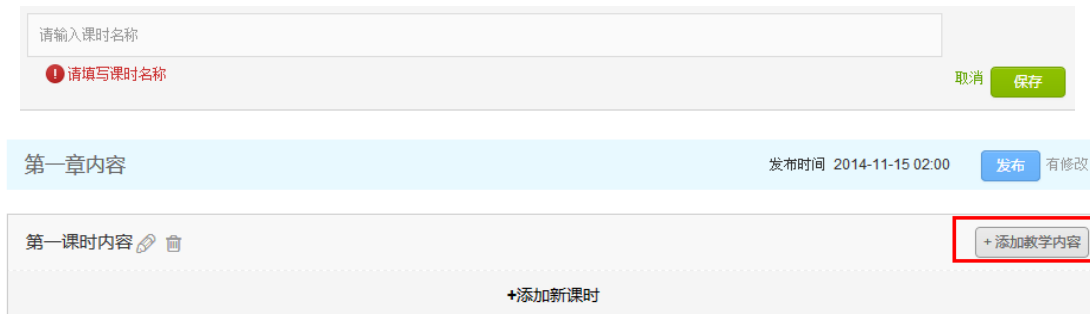 请输入课时名称
请填写课时名称
取消 保存
第一章内容 发布时间 2014-11-15 02:00 发布 有修改
第一课时内容 +添加教学内容
+添加新课时